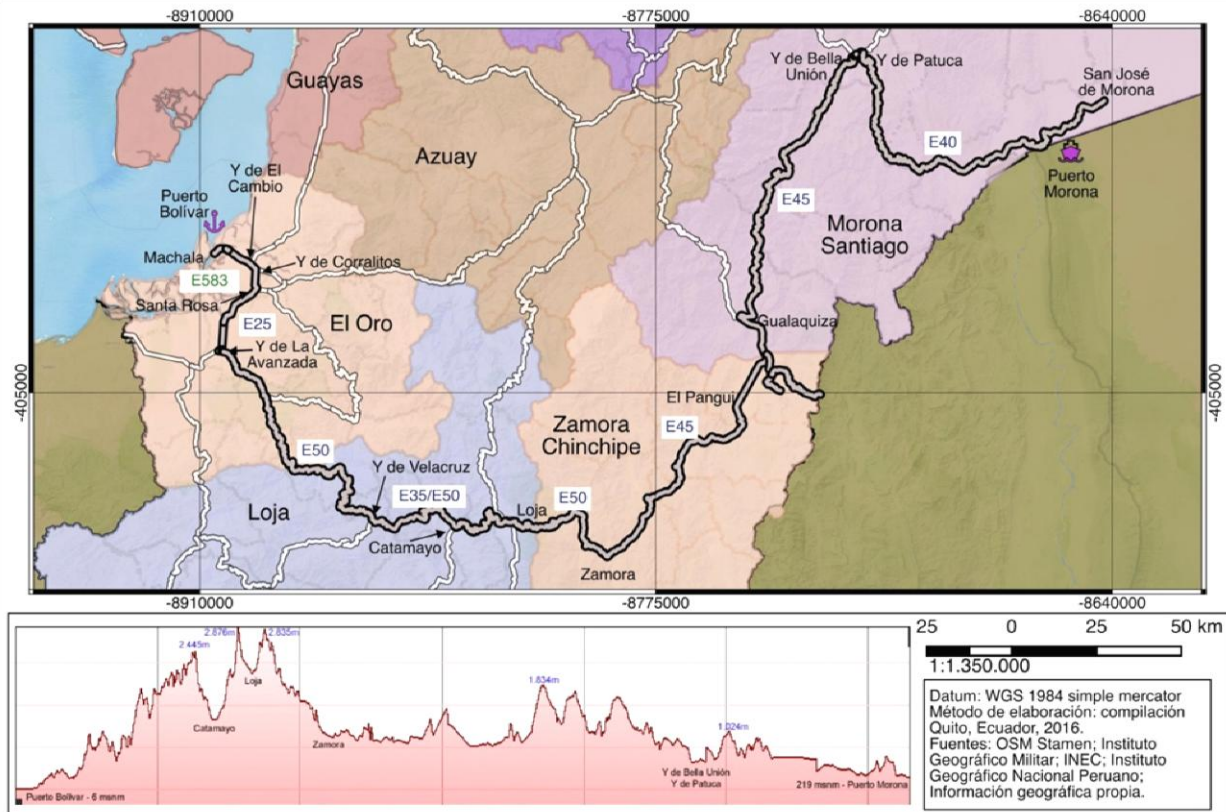 -8910000
-8775000
-8640000
Guayas
Azuay
Y de El
Cambio
Puerto
Bolívar
Machala
Y de Corralitos
E583
Santa Rosa
E25
El Oro
Y de La
Avanzada
Y de Bella
Unión
Y de Patuca
San José
de Morona
E40
Puerto
Morona
E45
Morona
Santiago
Gualaquiza
-405000
-405000
El Pangui
E45
Zamora
Chinchipe
E50
Y de Velacruz
E35/E50
E50
Loja
Loja
Catamayo
Zamora
-8910000
-8775000
-8640000
2.445m
2.876m
2.835m
Loja
Catamayo
Zamora
1.834m
1.024m
Y de Bella Unión
Y de Patuca
Puerto Bolívar - 6 msnm
219 msnm - Puerto Morona
25 0 25 50 km
1:1.350.000
Datum: WGS 1984 simple mercator
Método de elaboración: compilación
Quito, Ecuador, 2016.
Fuentes: OSM Stamen; Instituto
Geográfico Militar; INEC; Instituto
Geográfico Nacional Peruano;
Información geográfica propia.